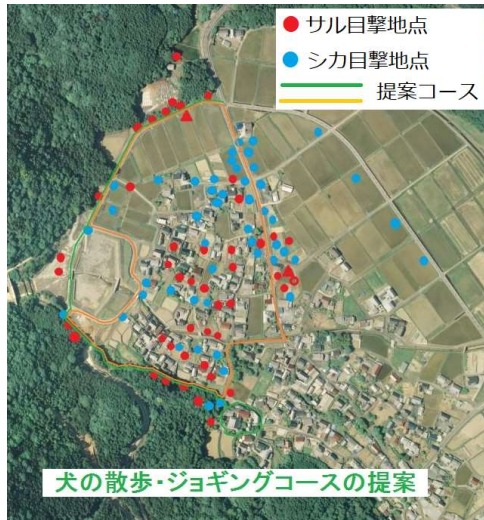 サル目撃地点
シカ目撃地点
提案コース
犬の散歩・ジョギングコースの提案